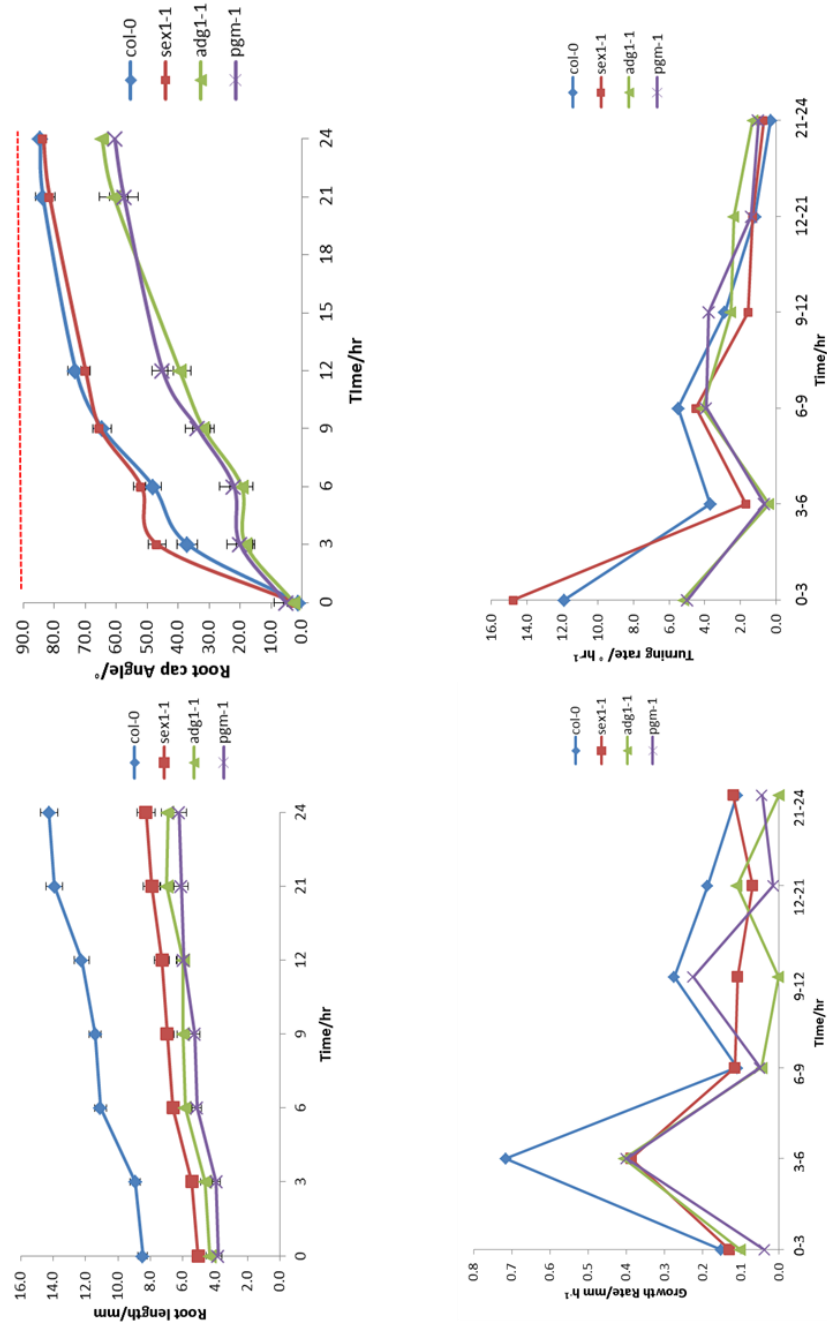 16.0
14.0
12.0
10.0
8.0
6.0
4.0
2.0
0.0
Root length/mm
0
3
6
9
12
21
24
Time/hr
col-0
sex1-1
adg1-1
pgm-1
90.0
80.0
70.0
60.0
50.0
40.0
30.0
20.0
10.0
0.0
Root cap Angle/°
0
3
6
9
12
15
18
21
24
Time/hr
col-0
sex1-1
adg1-1
pgm-1
0.8
0.7
0.6
0.5
0.4
0.3
0.2
0.1
0.0
Growth Rate/mm h-1
0-3
3-6
6-9
9-12
12-21
21-24
Time/hr
col-0
sex1-1
adg1-1
pgm-1
16.0
14.0
12.0
10.0
8.0
6.0
4.0
2.0
0.0
Turning rate/ ° hr-1
0-3
3-6
6-9
9-12
12-21
21-24
Time/hr
col-0
sex1-1
adg1-1
pgm-1